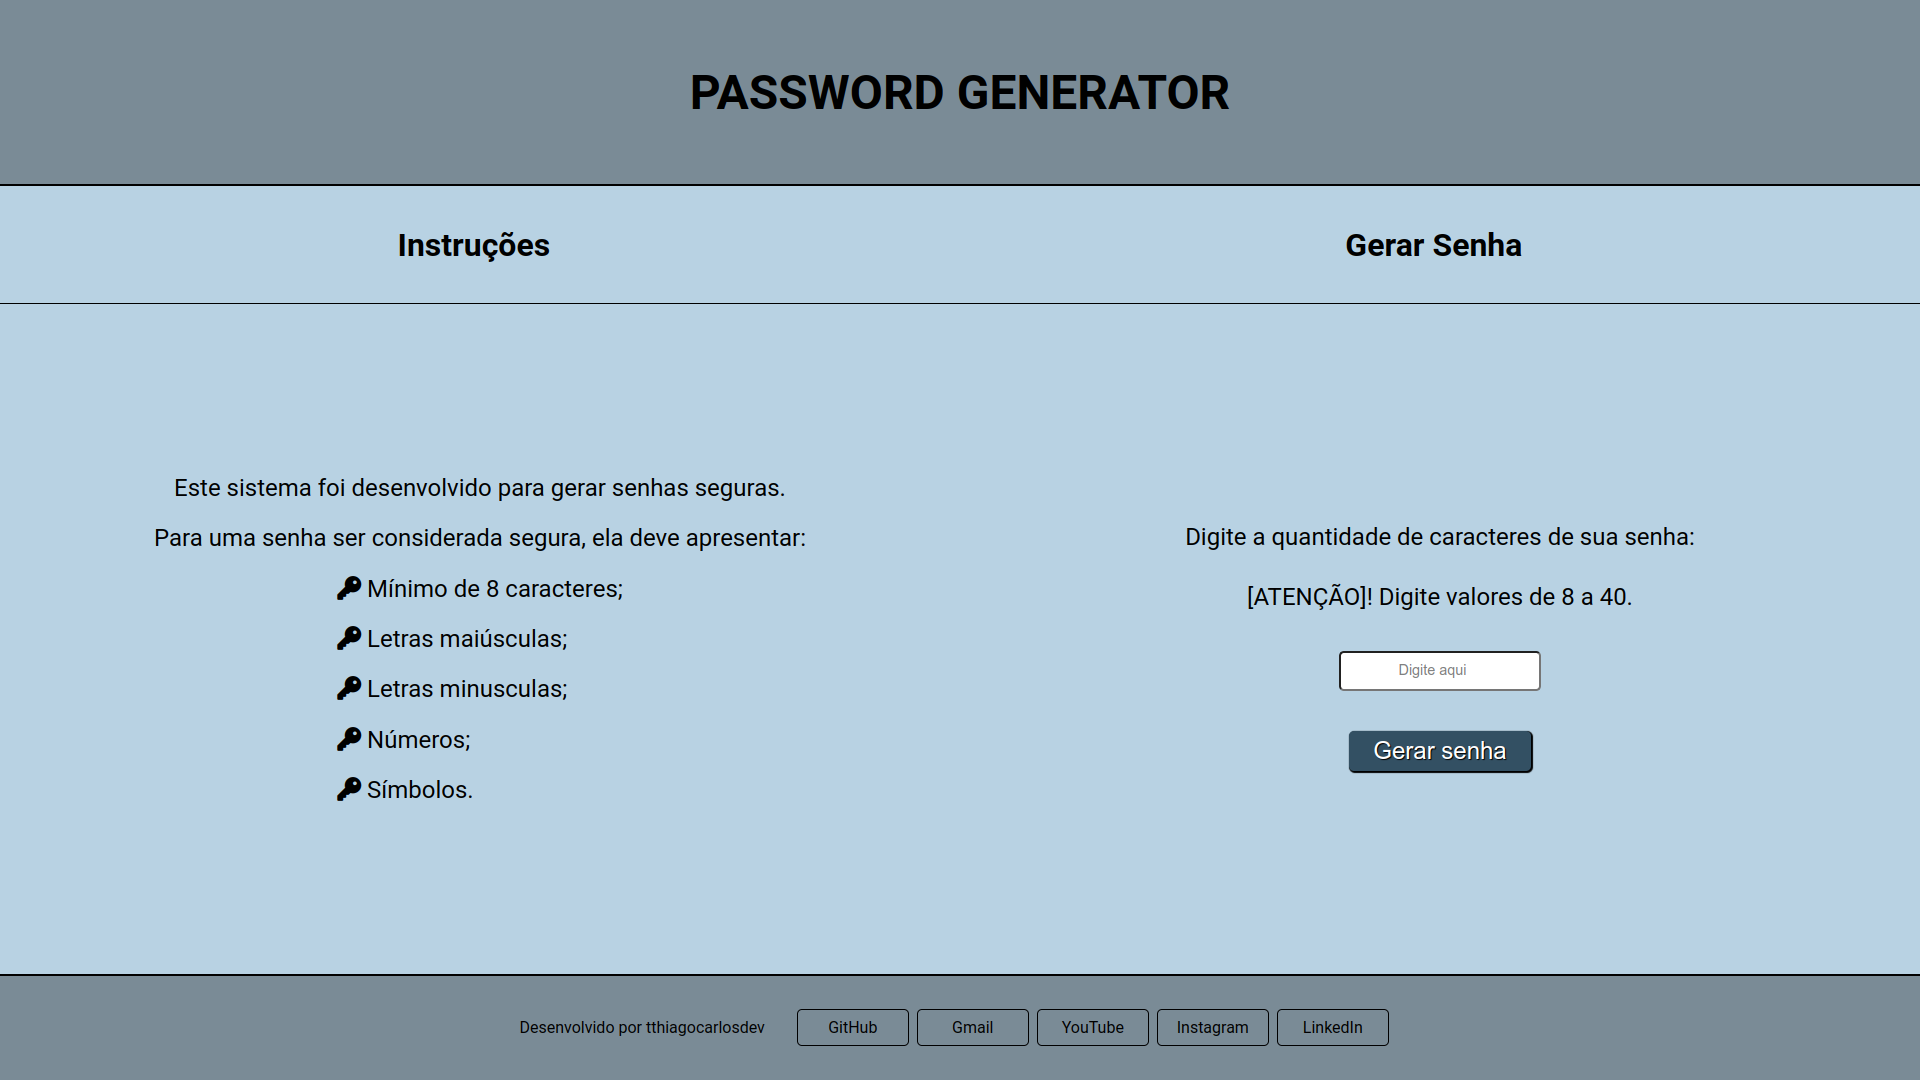 PASSWORD GENERATOR
Instruções
Este sistema foi desenvolvido para gerar senhas seguras.
Para uma senha ser considerada segura, ela deve apresentar:
Mínimo de 8 caracteres;
Letras maiúsculas;
Letras minusculas;
Números;
Símbolos.
Gerar Senha
Digite a quantidade de caracteres de sua senha:
[ATENÇÃO]! Digite valores de 8 a 40.
Digite aqui
Gerar senha
Desenvolvido por tthiagocarlosdev
GitHub
Gmail
YouTube
Instagram
LinkedIn